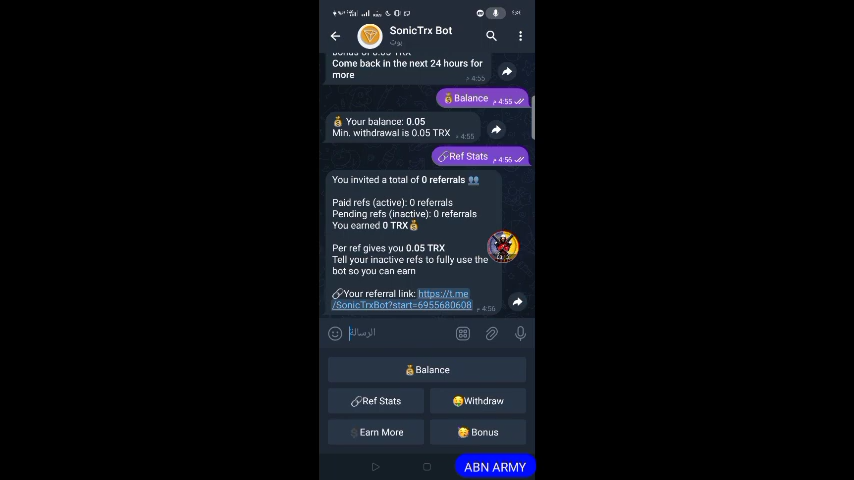 SonicTrx Bot
بوت
bonus of 0.05 TRX
Come back in the next 24 hours for
more
4:55 م
💰Balance
4:55 م
💰 Your balance: 0.05
Min. withdrawal is 0.05 TRX
4:55 م
🔗Ref Stats
4:56 م
You invited a total of 0 referrals 👥
Paid refs (active): 0 referrals
Pending refs (inactive): 0 referrals
You earned 0 TRX💰
Per ref gives you 0.05 TRX
Tell your inactive refs to fully use the
bot so you can earn
🔗Your referral link: https://t.me
/SonicTrxBot?start=6955680608
4:56 م
الرسالة
💰Balance
🔗Ref Stats
🤑Withdraw
Earn More
🥳 Bonus
ABN ARMY